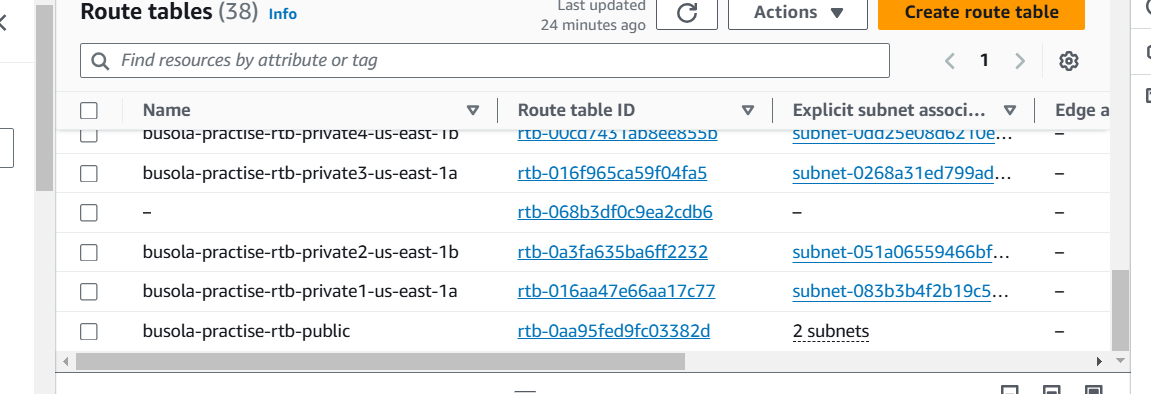 Route tables (38) Info
Last updated
24 minutes ago
Actions
Create route table
Find resources by attribute or tag
1
Name
Route table ID
Explicit subnet associ...
Edge a
busola-practise-rtb-private4-us-east-1b rtb-00cd7431ab8ee855b subnet-0dd25e08d6210e... –
busola-practise-rtb-private3-us-east-1a rtb-016f965ca59f04fa5 subnet-0268a31ed799ad... –
– rtb-068b3df0c9ea2cdb6 – –
busola-practise-rtb-private2-us-east-1b rtb-0a3fa635ba6ff2232 subnet-051a06559466bf... –
busola-practise-rtb-private1-us-east-1a rtb-016aa47e66aa17c77 subnet-083b3b4f2b19c5... –
busola-practise-rtb-public rtb-0aa95fed9fc03382d 2 subnets –